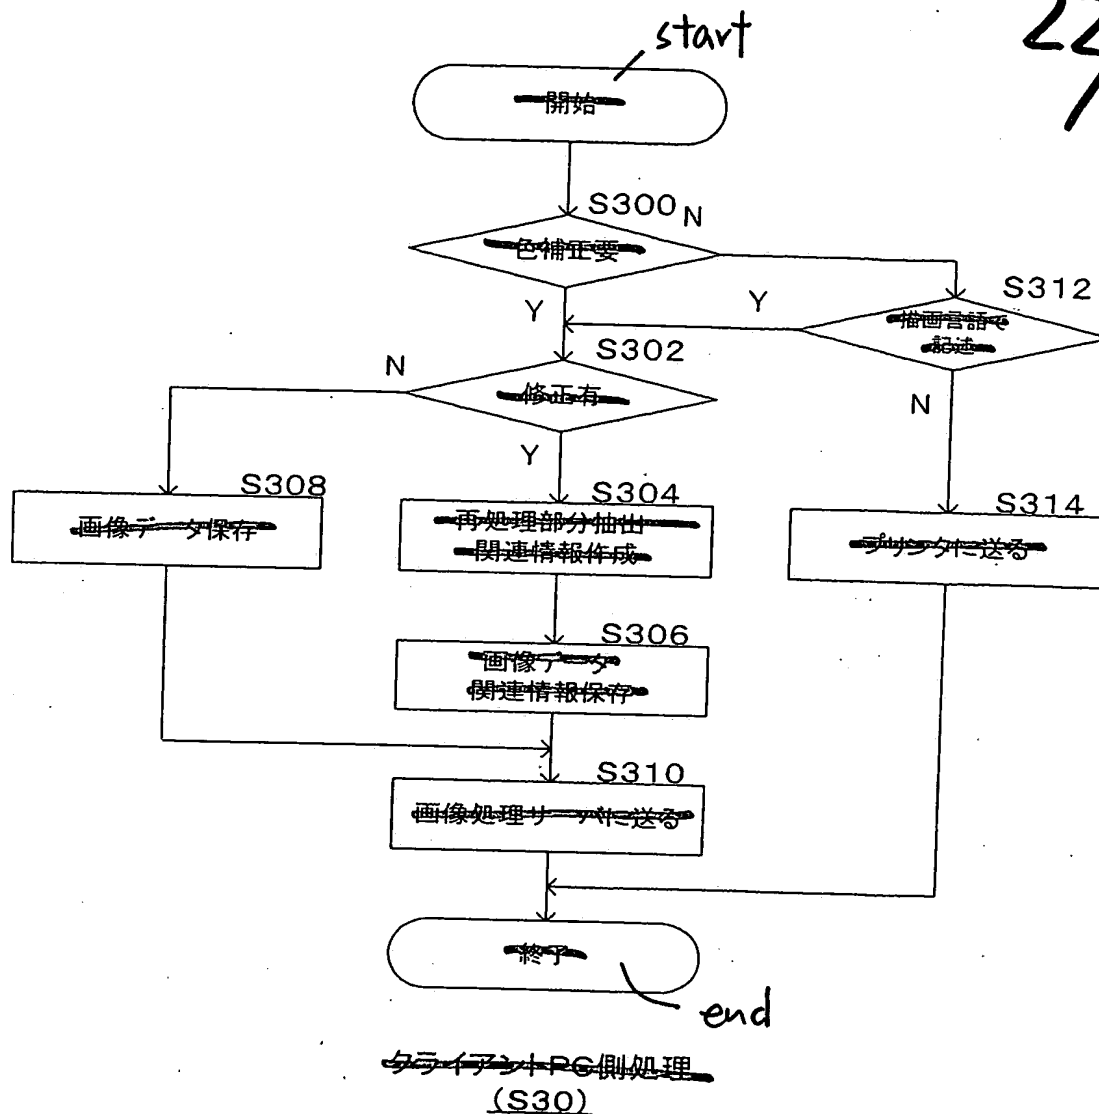 start
22
開始
S300
N
色補正要
S312
Y
Y
描画言語で
記述
S302
N
修正有
N
Y
S308
S304
S314
画像データ保存
再処理部分抽出
関連情報作成
プリンタに送る
S306
画像データ
関連情報保存
S310
画像処理サーバに送る
終了
end
クライアントPC側処理
(S30)